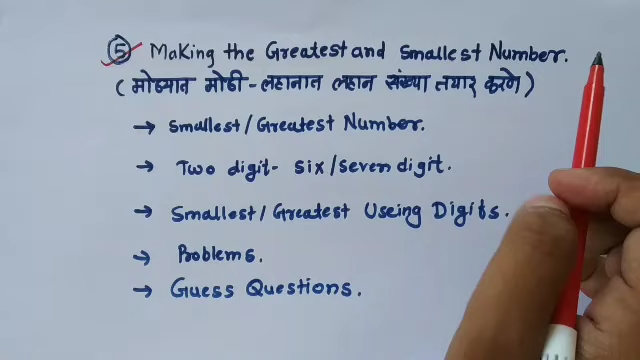 ⑤ Making the Greatest and Smallest Number.
(मोठ्यात मोठी - लहानात लहान संख्या तयार करणे)
→ Smallest/Greatest Number.
→ Two digit - Six/Seven digit.
→ Smallest/Greatest Useing Digits.
→ Problems.
→ Guess Questions.